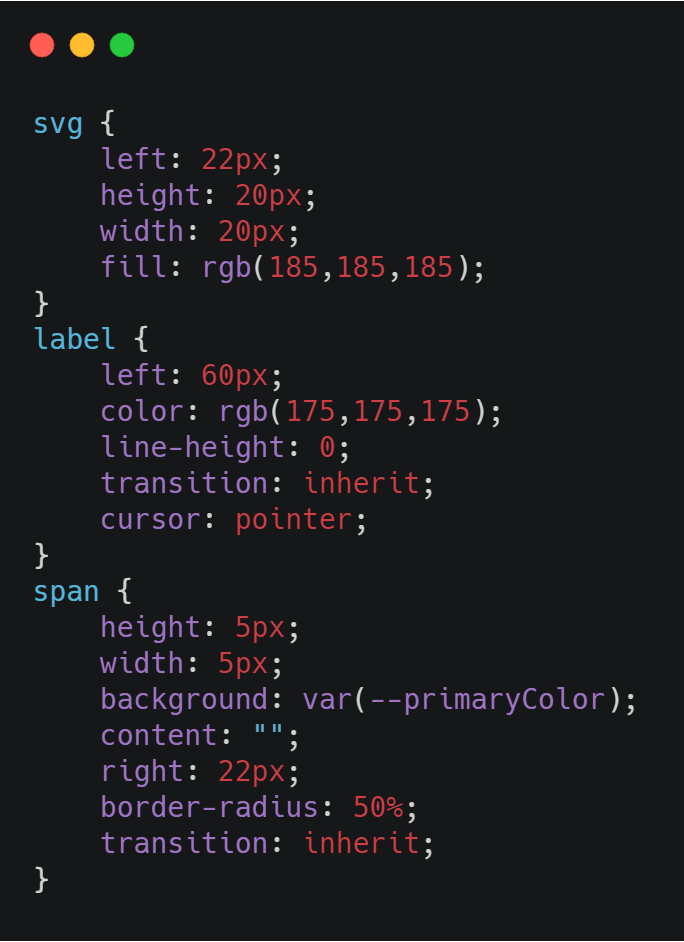 svg {
    left: 22px;
    height: 20px;
    width: 20px;
    fill: rgb(185,185,185);
}
label {
    left: 60px;
    color: rgb(175,175,175);
    line-height: 0;
    transition: inherit;
    cursor: pointer;
}
span {
    height: 5px;
    width: 5px;
    background: var(--primaryColor);
    content: "";
    right: 22px;
    border-radius: 50%;
    transition: inherit;
}